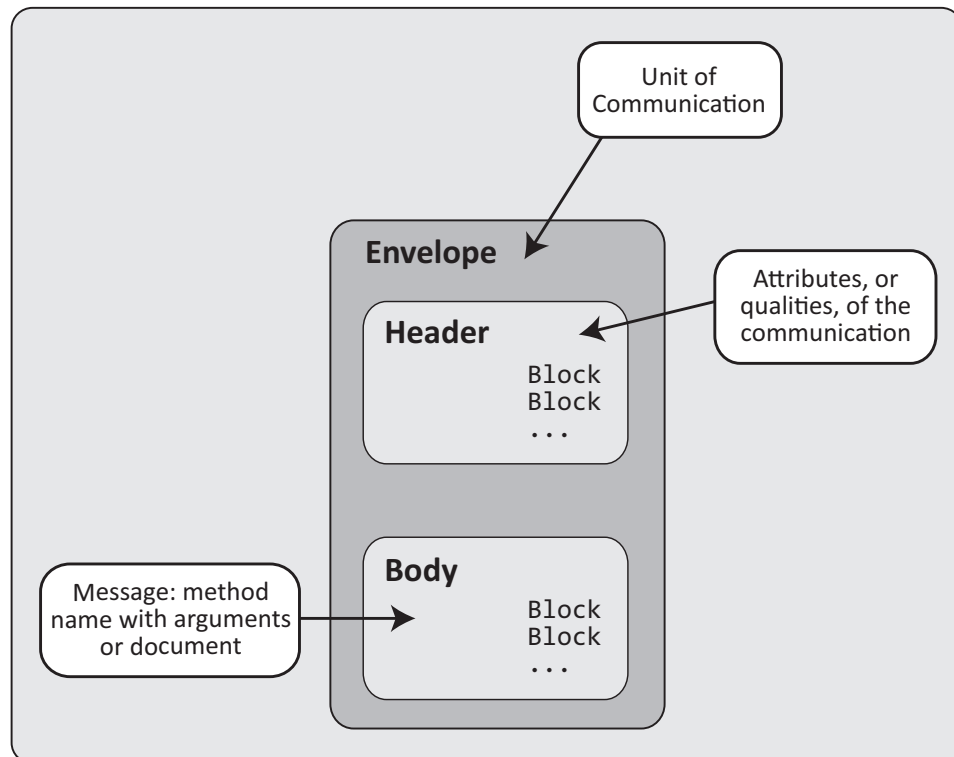 Unit of
Communication
Envelope
Attributes, or
qualities, of the
communication
Header
Block
Block
...
Body
Message: method
name with arguments
or document
Block
Block
...